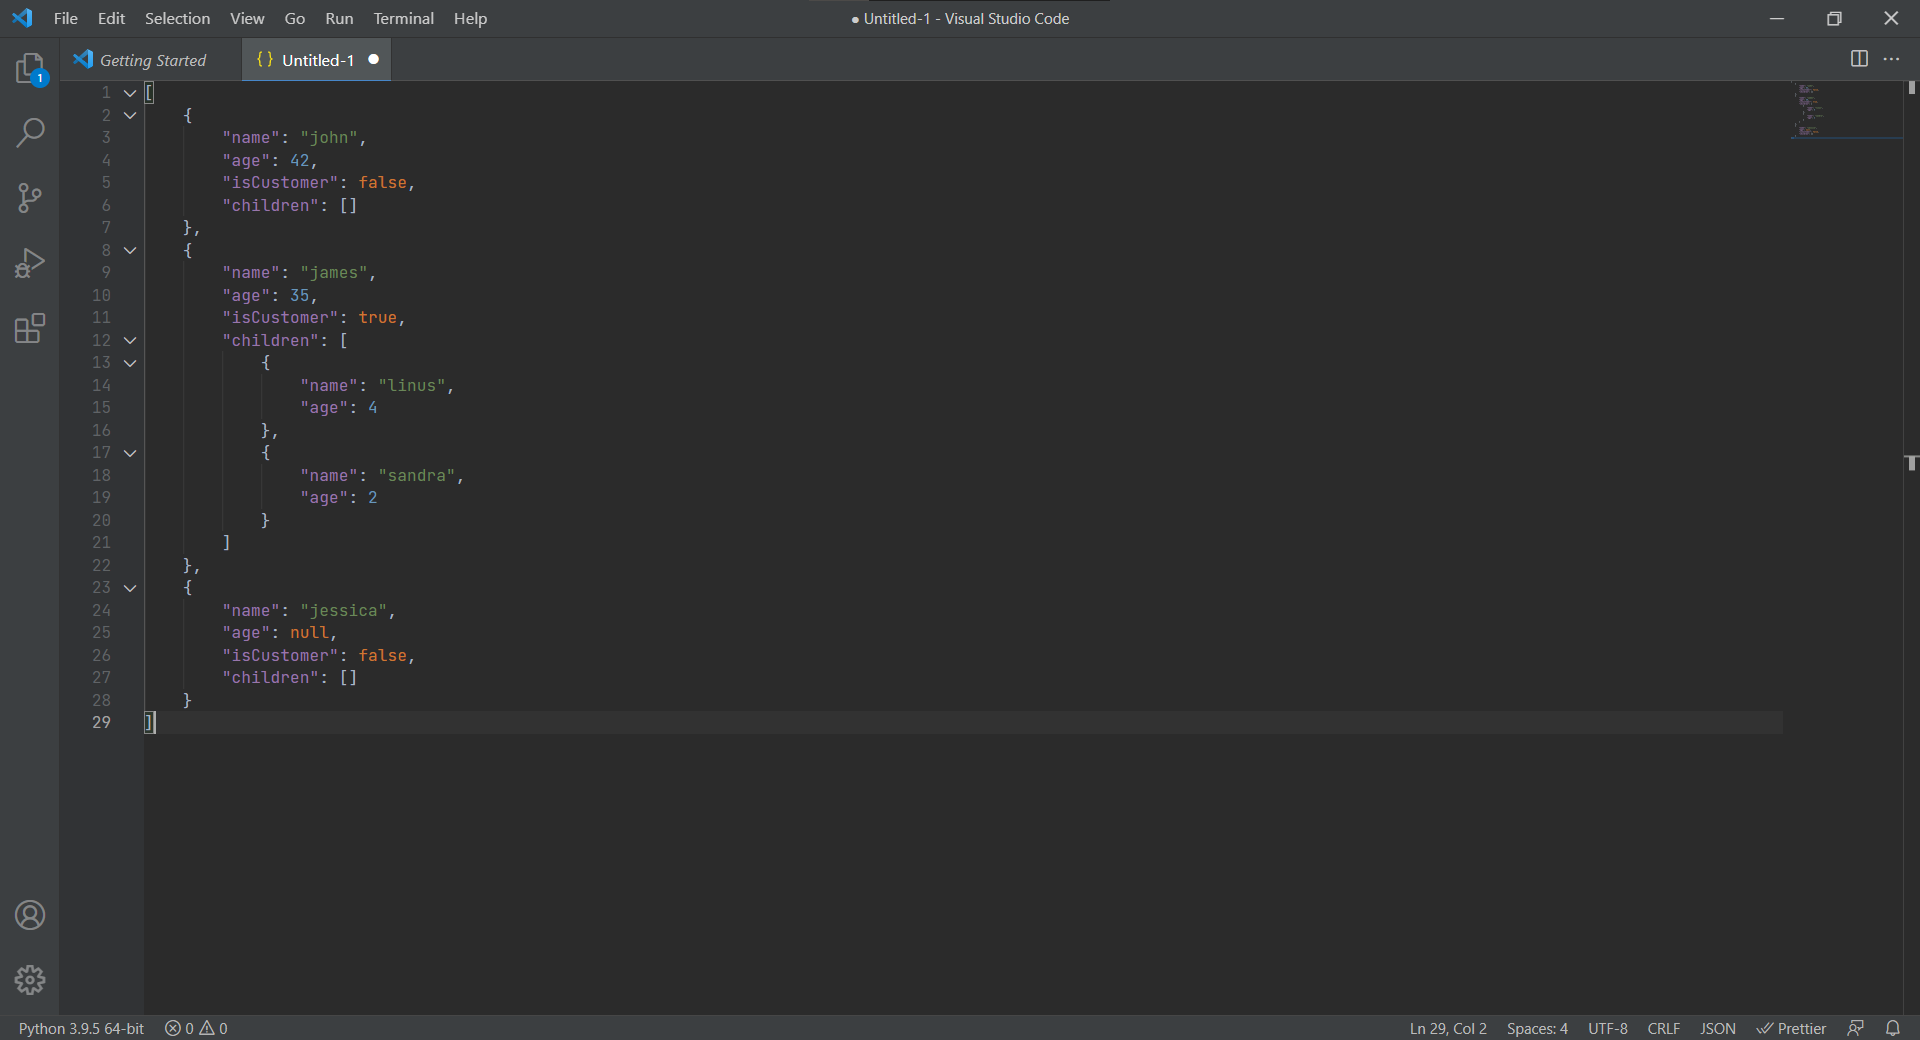 File Edit Selection View Go Run Terminal Help ● Untitled-1 - Visual Studio Code
1 Getting Started { } Untitled-1
1 [
2 {
3 "name": "john",
4 "age": 42,
5 "isCustomer": false,
6 "children": []
7 },
8 {
9 "name": "james",
10 "age": 35,
11 "isCustomer": true,
12 "children": [
13 {
14 "name": "linus",
15 "age": 4
16 },
17 {
18 "name": "sandra",
19 "age": 2
20 }
21 ]
22 },
23 {
24 "name": "jessica",
25 "age": null,
26 "isCustomer": false,
27 "children": []
28 }
29 ]
Python 3.9.5 64-bit 0 0 Ln 29, Col 2 Spaces: 4 UTF-8 CRLF JSON Prettier